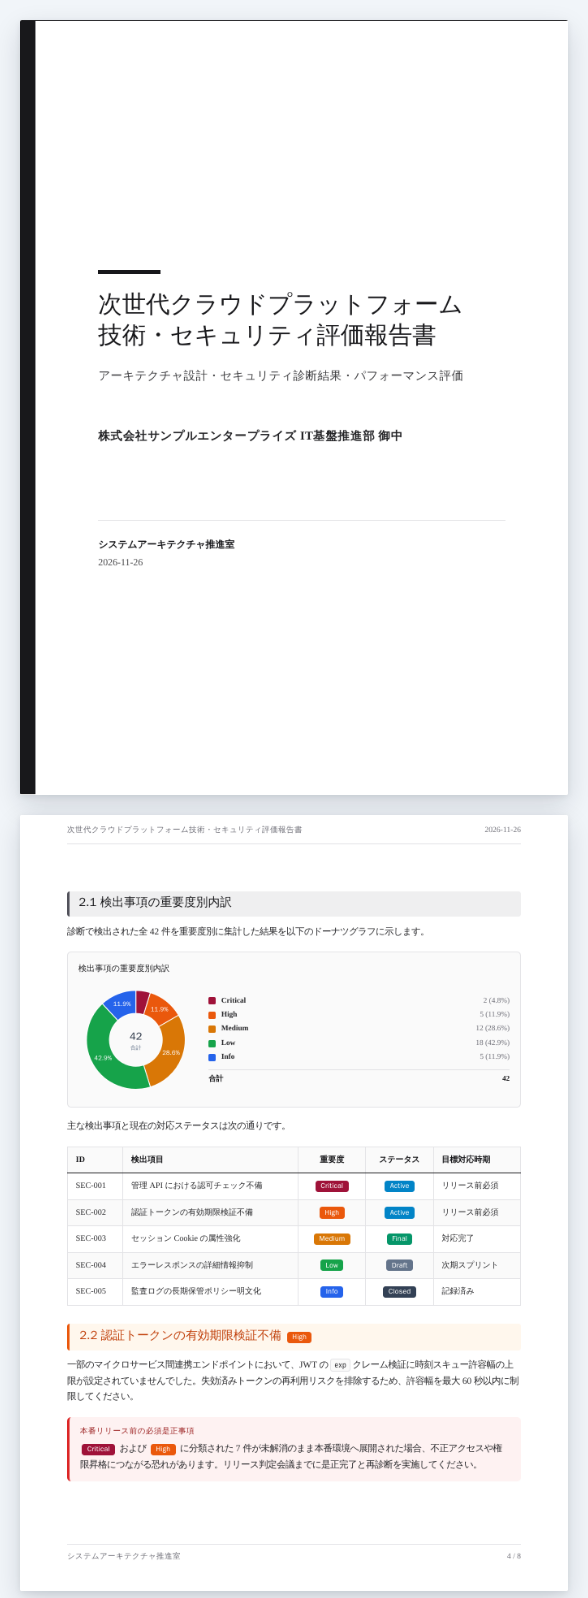 次世代クラウドプラットフォーム
技術・セキュリティ評価報告書
アーキテクチャ設計・セキュリティ診断結果・パフォーマンス評価
株式会社サンプルエンタープライズ IT基盤推進部 御中
システムアーキテクチャ推進室
2026-11-26
次世代クラウドプラットフォーム技術・セキュリティ評価報告書 2026-11-26
2.1 検出事項の重要度別内訳
診断で検出された全 42 件を重要度別に集計した結果を以下のドーナツグラフに示します。
検出事項の重要度別内訳
11.9%
11.9%
28.6%
42.9%
42
合計
Critical 2 (4.8%)
High 5 (11.9%)
Medium 12 (28.6%)
Low 18 (42.9%)
Info 5 (11.9%)
合計 42
主な検出事項と現在の対応ステータスは次の通りです。
ID 検出項目 重要度 ステータス 目標対応時期
SEC-001 管理 API における認可チェック不備 Critical Active リリース前必須
SEC-002 認証トークンの有効期限検証不備 High Active リリース前必須
SEC-003 セッション Cookie の属性強化 Medium Final 対応完了
SEC-004 エラーレスポンスの詳細情報抑制 Low Draft 次期スプリント
SEC-005 監査ログの長期保管ポリシー明文化 Info Closed 記録済み
2.2 認証トークンの有効期限検証不備 High
一部のマイクロサービス間連携エンドポイントにおいて、JWT の exp クレーム検証に時刻スキュー許容幅の上
限が設定されていませんでした。失効済みトークンの再利用リスクを排除するため、許容幅を最大 60 秒以内に制
限してください。
本番リリース前の必須是正事項
Critical および High に分類された 7 件が未解消のまま本番環境へ展開された場合、不正アクセスや権
限昇格につながる恐れがあります。リリース判定会議までに是正完了と再診断を実施してください。
システムアーキテクチャ推進室 4 / 8